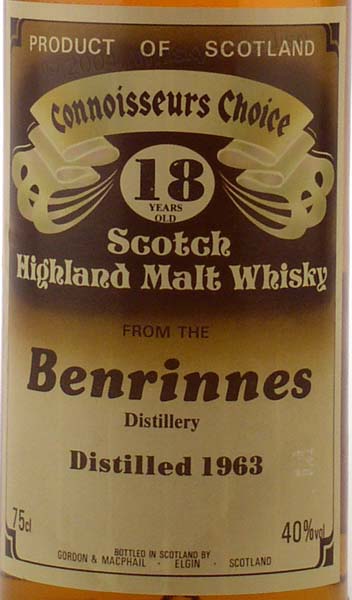 PRODUCT OF SCOTLAND
Connoisseurs Choice
18
YEARS
OLD
Scotch
Highland Malt Whisky
FROM THE
Benrinnes
Distillery
Distilled 1963
75cl
40%vol
BOTTLED IN SCOTLAND BY
GORDON & MACPHAIL · ELGIN · SCOTLAND